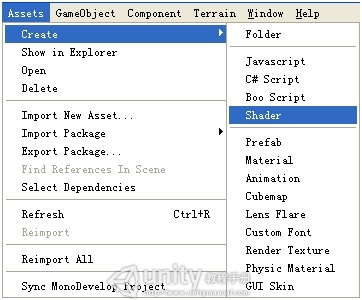 Assets GameObject Component Terrain Window Help
Create
Show in Explorer
Open
Delete
Import New Asset...
Import Package
Export Package...
Find References In Scene
Select Dependencies
Refresh Ctrl+R
Reimport
Reimport All
Sync MonoDevelop Project
Folder
Javascript
C# Script
Boo Script
Shader
Prefab
Material
Animation
Cubemap
Lens Flare
Custom Font
Render Texture
Physic Material
GUI Skin
unity